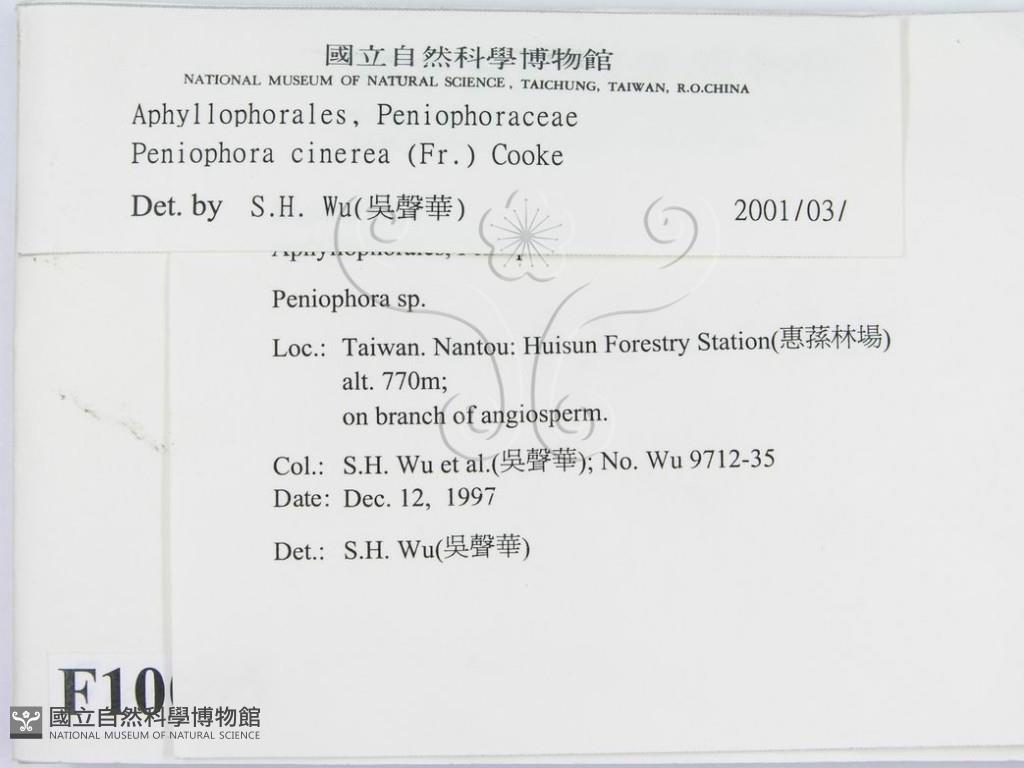 國立自然科學博物館
NATIONAL MUSEUM OF NATURAL SCIENCE, TAICHUNG, TAIWAN, R.O.CHINA
Aphyllophorales, Peniophoraceae
Peniophora cinerea (Fr.) Cooke
Det. by S.H. Wu(吳聲華) 2001/03/
Peniophora sp.
Loc.: Taiwan. Nantou: Huisun Forestry Station(惠蓀林場)
alt. 770m;
on branch of angiosperm.
Col.: S.H. Wu et al.(吳聲華); No. Wu 9712-35
Date: Dec. 12, 1997
Det.: S.H. Wu(吳聲華)
F10
國立自然科學博物館
NATIONAL MUSEUM OF NATURAL SCIENCE